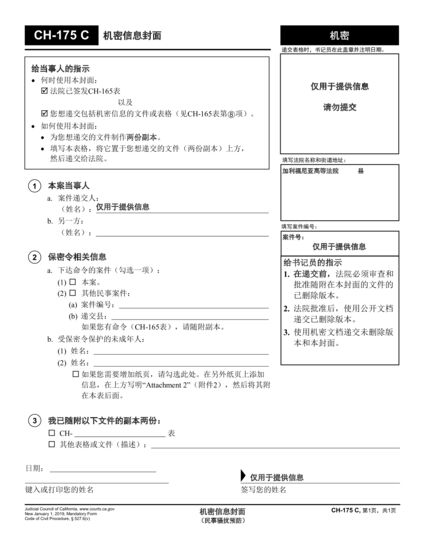 CH-175 C 机密信息封面
机密
递交表格时，书记员在此盖章并注明日期。
仅用于提供信息
请勿提交
填写法院名称和街道地址：
加利福尼亚高等法院 县
填写案件编号：
案件号：
仅用于提供信息
给书记员的指示
1. 在递交前，法院必须审查和
批准随附在本封面的文件的
已删除版本。
2. 法院批准后，使用公开文档
递交已删除版本。
3. 使用机密文档递交未删除版
本和本封面。
给当事人的指示
• 何时使用本封面：
☑ 法院已签发CH-165表
以及
☑ 您想递交包括机密信息的文件或表格（见CH-165表第⑧项）。
• 如何使用本封面：
• 为您想递交的文件制作两份副本。
• 填写本表格，将它置于您想递交的文件（两份副本）上方，
然后递交给法院。
1 本案当事人
a. 案件递交人：
（姓名）：仅用于提供信息
b. 另一方：
（姓名）：
2 保密令相关信息
a. 下达命令的案件（勾选一项）：
(1) ☐ 本案。
(2) ☐ 其他民事案件：
(a) 案件编号：
(b) 递交县：
如果您有命令（CH-165表），请随附副本。
b. 受保密令保护的未成年人：
(1) 姓名：
(2) 姓名：
☐ 如果您需要增加纸页，请勾选此处。在另外纸页上添加
信息，在上方写明“Attachment 2”（附件2），然后将其附
在本表后面。
3 我已随附以下文件的副本两份：
☐ CH- 表
☐ 其他表格或文件（描述）：
日期：
仅用于提供信息
键入或打印您的姓名 签写您的姓名
Judicial Council of California, www.courts.ca.gov
New January 1, 2019, Mandatory Form
Code of Civil Procedure, § 527.6(v)
机密信息封面
（民事骚扰预防）
CH-175 C, 第1页，共1页